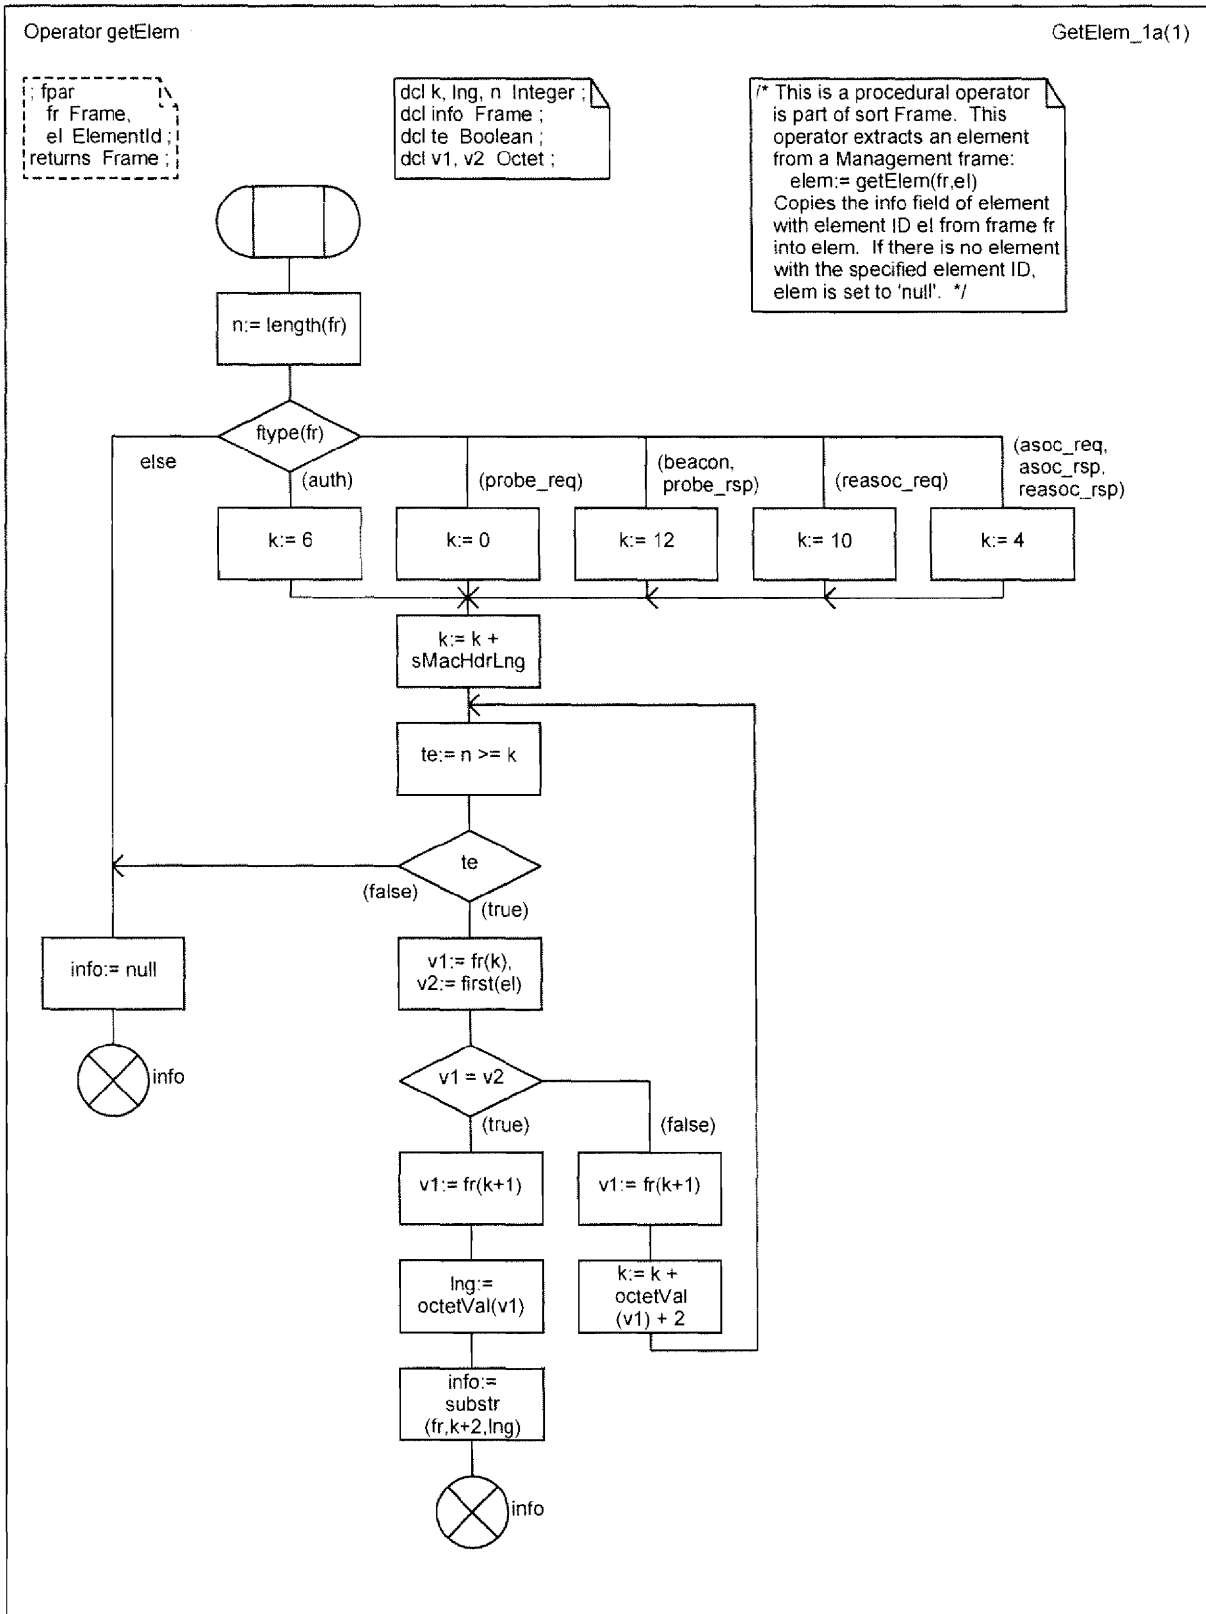 Operator getElem
GetElem_1a(1)
; fpar
fr Frame,
el ElementId ;
returns Frame ;
dcl k, lng, n Integer ;
dcl info Frame ;
dcl te Boolean ;
dcl v1, v2 Octet ;
/* This is a procedural operator
is part of sort Frame. This
operator extracts an element
from a Management frame:
elem:= getElem(fr,el)
Copies the info field of element
with element ID el from frame fr
into elem. If there is no element
with the specified element ID,
elem is set to 'null'. */
n:= length(fr)
ftype(fr)
else
(auth)
(probe_req)
(beacon,
probe_rsp)
(reasoc_req)
(asoc_req,
asoc_rsp,
reasoc_rsp)
k:= 6
k:= 0
k:= 12
k:= 10
k:= 4
k:= k +
sMacHdrLng
te:= n >= k
te
(false)
(true)
info:= null
v1:= fr(k),
v2:= first(el)
info
v1 = v2
(true)
(false)
v1:= fr(k+1)
v1:= fr(k+1)
lng:=
octetVal(v1)
k:= k +
octetVal
(v1) + 2
info:=
substr
(fr,k+2,lng)
info